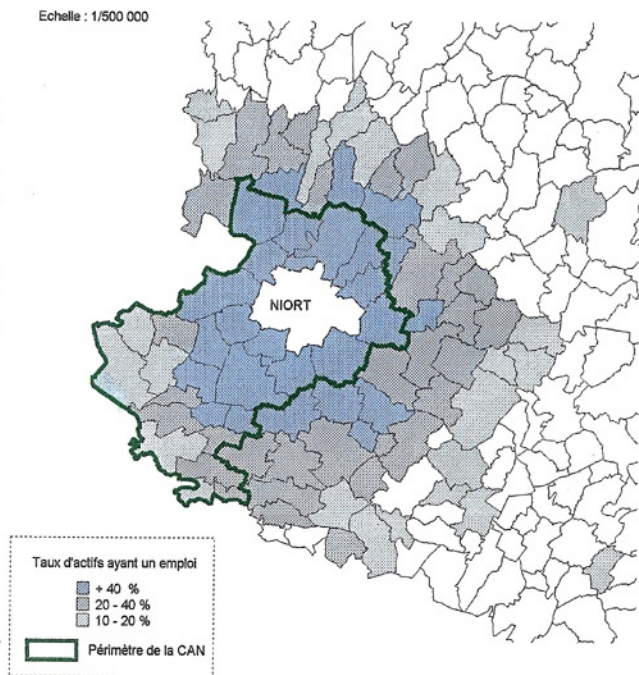 Echelle : 1/500 000
NIORT
Taux d'actifs ayant un emploi
+ 40 %
20 - 40 %
10 - 20 %
Périmètre de la CAN